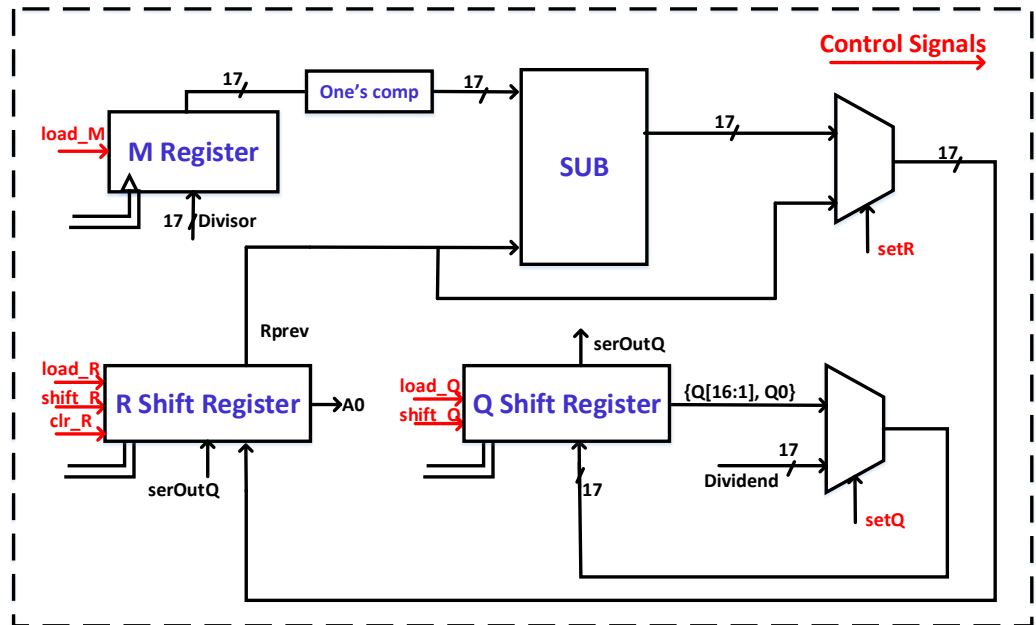 Control Signals
17
One's comp
17
SUB
17
17
load_M
M Register
17
Divisor
setR
Rprev
serOutQ
load_R
shift_R
clr_R
R Shift Register
A0
load_Q
shift_Q
Q Shift Register
{Q[16:1], Q0}
17
Dividend
serOutQ
17
setQ